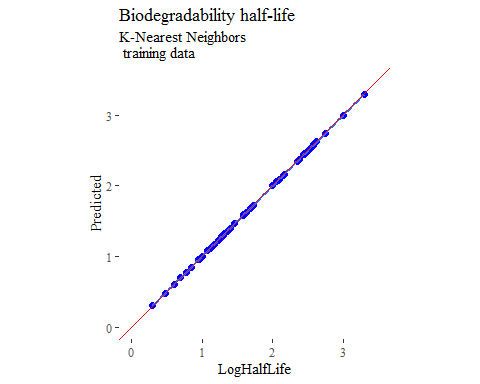 Biodegradability half-life
K-Nearest Neighbors
training data
3
2
1
0
Predicted
0 1 2 3
LogHalfLife